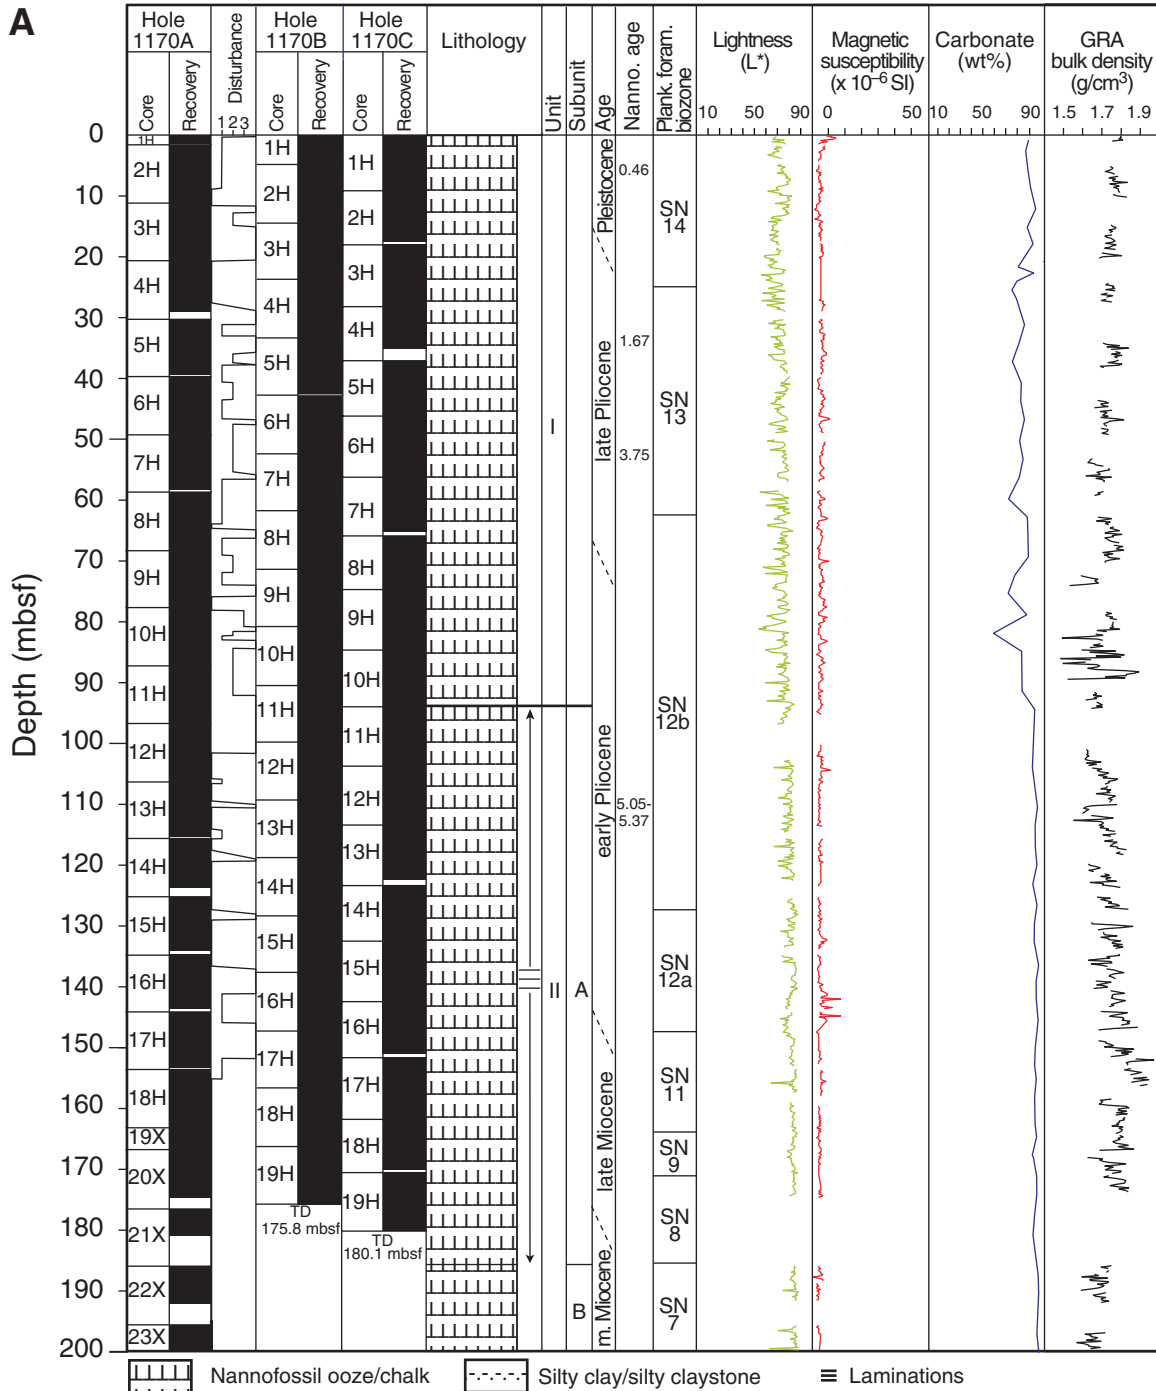 A
Hole 1170A
Hole 1170B
Hole 1170C
Lithology
Core
Recovery
Disturbance
1 2 3
Core
Recovery
Core
Recovery
Unit
Subunit
Age
Nanno. age
Plank. foram. biozone
Lightness (L*)
10 50 90
Magnetic susceptibility (x 10–6 SI)
0 50
Carbonate (wt%)
10 50 90
GRA bulk density (g/cm3)
1.5 1.7 1.9
Depth (mbsf)
0
10
20
30
40
50
60
70
80
90
100
110
120
130
140
150
160
170
180
190
200
1H
2H
3H
4H
5H
6H
7H
8H
9H
10H
11H
12H
13H
14H
15H
16H
17H
18H
19X
20X
21X
22X
23X
1H
2H
3H
4H
5H
6H
7H
8H
9H
10H
11H
12H
13H
14H
15H
16H
17H
18H
19H
TD
175.8 mbsf
1H
2H
3H
4H
5H
6H
7H
8H
9H
10H
11H
12H
13H
14H
15H
16H
17H
18H
19H
TD
180.1 mbsf
I
II
A
B
Pleistocene
late Pliocene
early Pliocene
late Miocene
m. Miocene
0.46
1.67
3.75
5.05-
5.37
SN
14
SN
13
SN
12b
SN
12a
SN
11
SN
9
SN
8
SN
7
Nannofossil ooze/chalk
Silty clay/silty claystone
Laminations